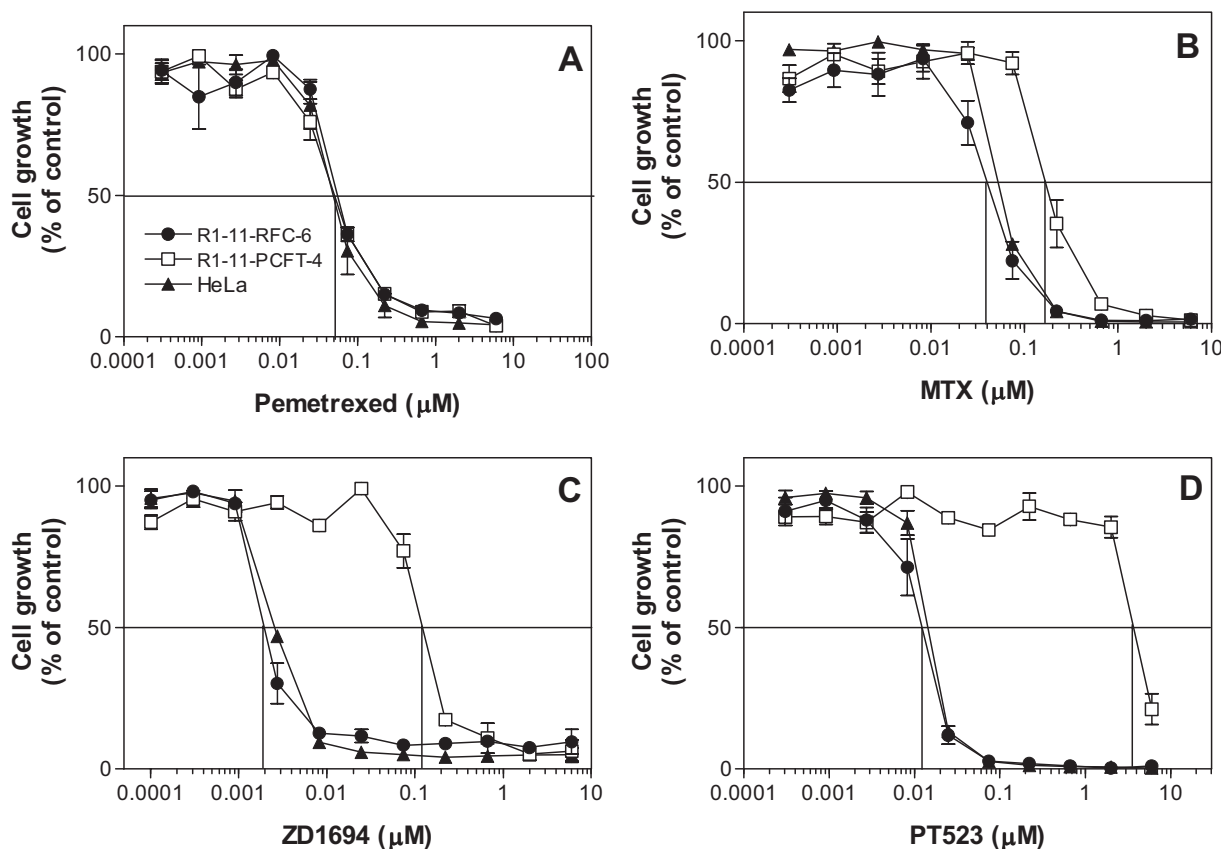 A
Cell growth
(% of control)
100
50
0
R1-11-RFC-6
R1-11-PCFT-4
HeLa
0.0001 0.001 0.01 0.1 1 10 100
Pemetrexed (μM)
B
Cell growth
(% of control)
100
50
0
0.0001 0.001 0.01 0.1 1 10
MTX (μM)
C
Cell growth
(% of control)
100
50
0
0.0001 0.001 0.01 0.1 1 10
ZD1694 (μM)
D
Cell growth
(% of control)
100
50
0
0.0001 0.001 0.01 0.1 1 10
PT523 (μM)